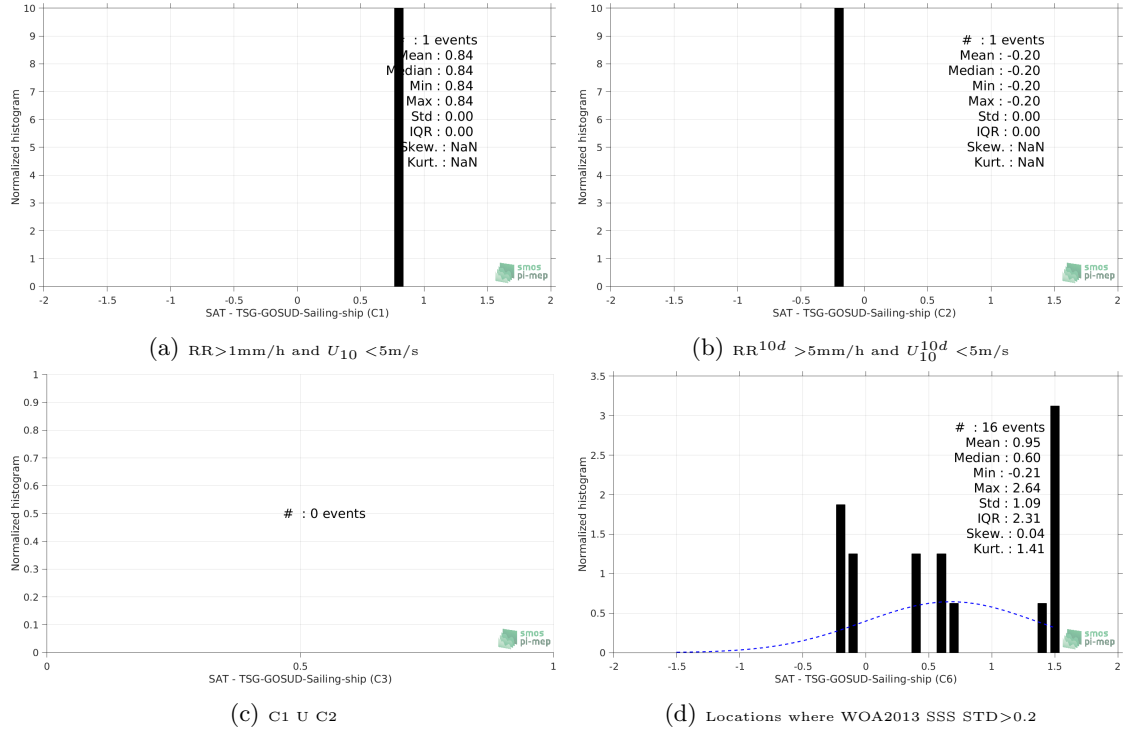 10
9
8
7
6
5
4
3
2
1
0
Normalized histogram
# : 1 events
Mean : 0.84
Median : 0.84
Min : 0.84
Max : 0.84
Std : 0.00
IQR : 0.00
Skew. : NaN
Kurt. : NaN
smos
pi-mep
-2 -1.5 -1 -0.5 0 0.5 1 1.5 2
SAT - TSG-GOSUD-Sailing-ship (C1)
(a) RR>1mm/h and U10 <5m/s
10
9
8
7
6
5
4
3
2
1
0
Normalized histogram
# : 1 events
Mean : -0.20
Median : -0.20
Min : -0.20
Max : -0.20
Std : 0.00
IQR : 0.00
Skew. : NaN
Kurt. : NaN
smos
pi-mep
-2 -1.5 -1 -0.5 0 0.5 1 1.5 2
SAT - TSG-GOSUD-Sailing-ship (C2)
(b) RR^10d >5mm/h and U_10^10d <5m/s
1
0.9
0.8
0.7
0.6
0.5
0.4
0.3
0.2
0.1
0
Normalized histogram
# : 0 events
smos
pi-mep
0 0.5 1
SAT - TSG-GOSUD-Sailing-ship (C3)
(c) C1 U C2
3.5
3
2.5
2
1.5
1
0.5
0
Normalized histogram
# : 16 events
Mean : 0.95
Median : 0.60
Min : -0.21
Max : 2.64
Std : 1.09
IQR : 2.31
Skew. : 0.04
Kurt. : 1.41
smos
pi-mep
-2 -1.5 -1 -0.5 0 0.5 1 1.5 2
SAT - TSG-GOSUD-Sailing-ship (C6)
(d) Locations where WOA2013 SSS STD>0.2